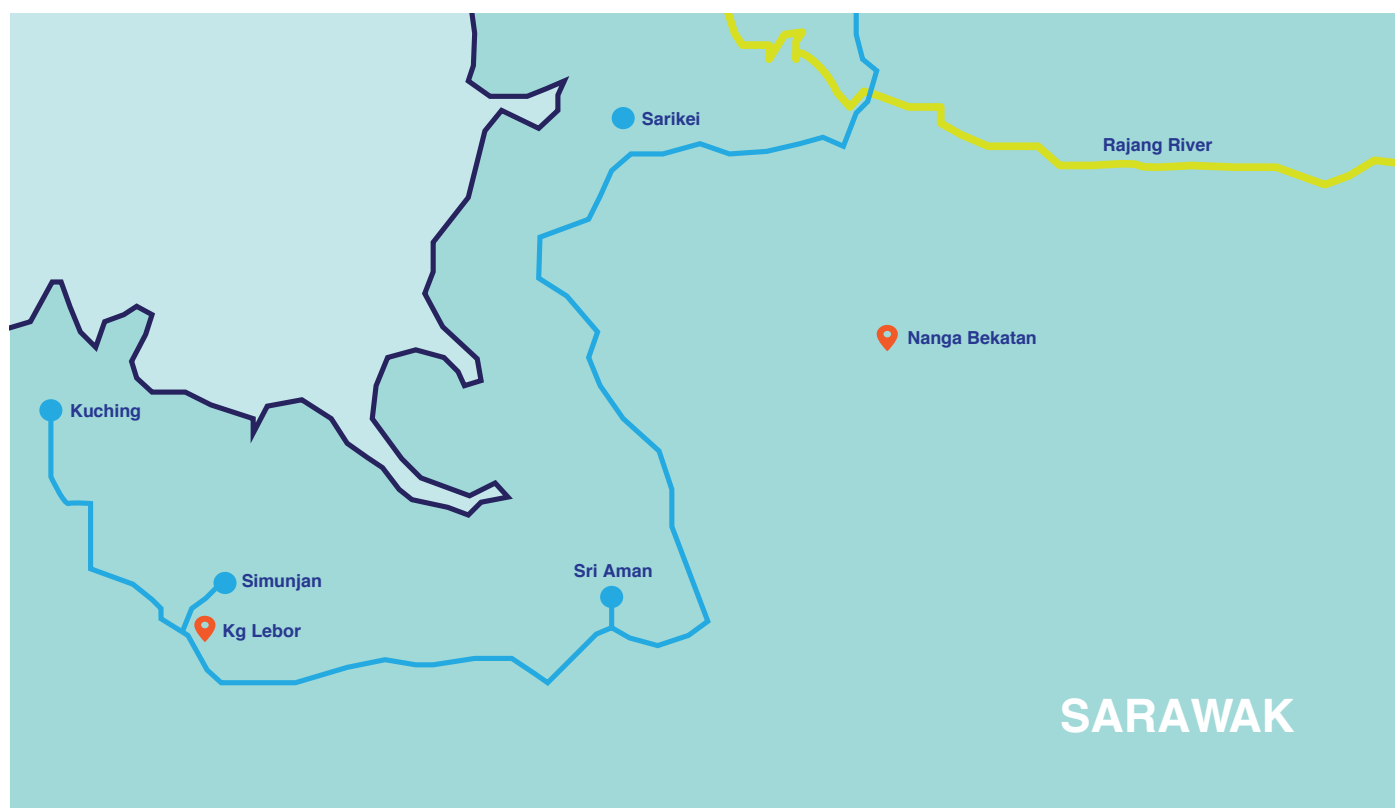 Sarikei
Rajang River
Nanga Bekatan
Kuching
Sri Aman
Simunjan
Kg Lebor
SARAWAK